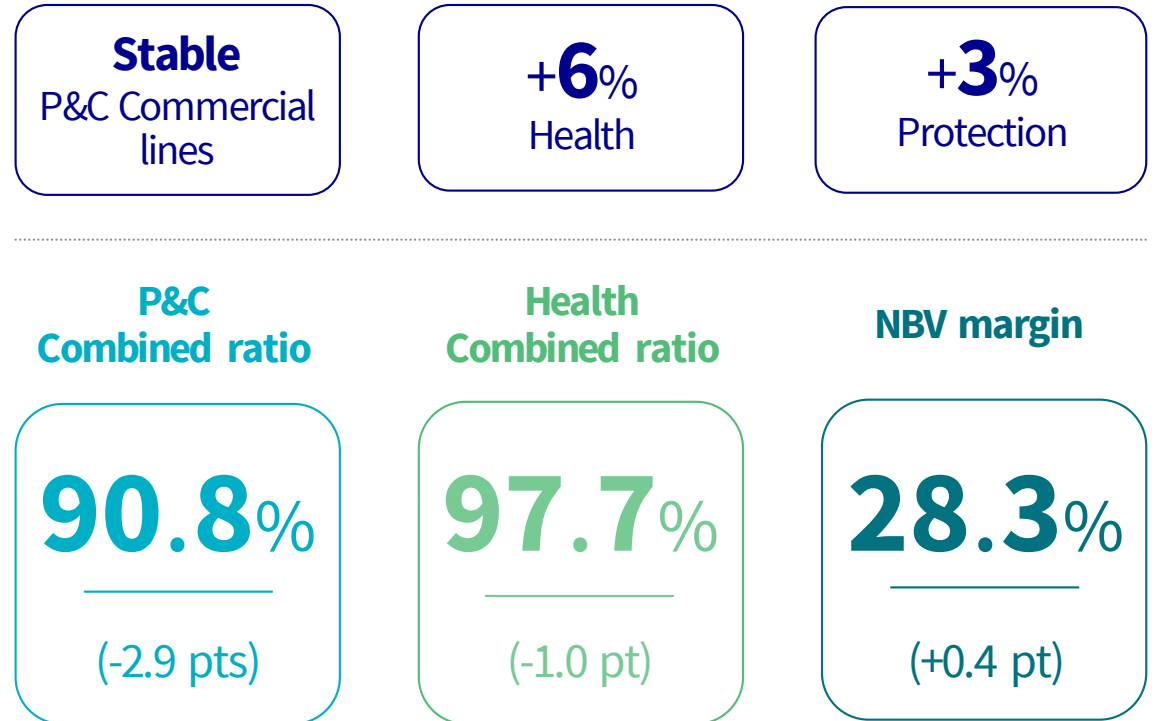 Stable
P&C Commercial
lines
+6%
Health
+3%
Protection
P&C
Combined ratio
90.8%
(-2.9 pts)
Health
Combined ratio
97.7%
(-1.0 pt)
NBV margin
28.3%
(+0.4 pt)